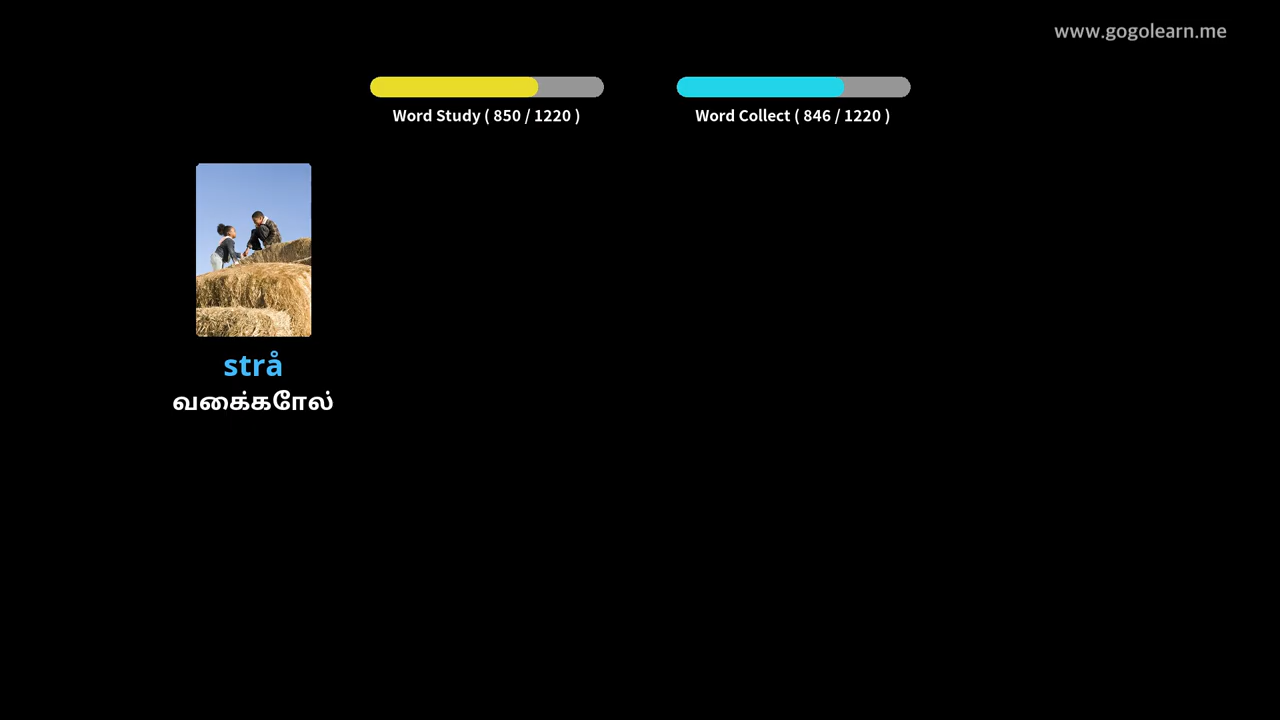 www.gogolearn.me
Word Study ( 850 / 1220 )
Word Collect ( 846 / 1220 )
strå
வைக்கோல்